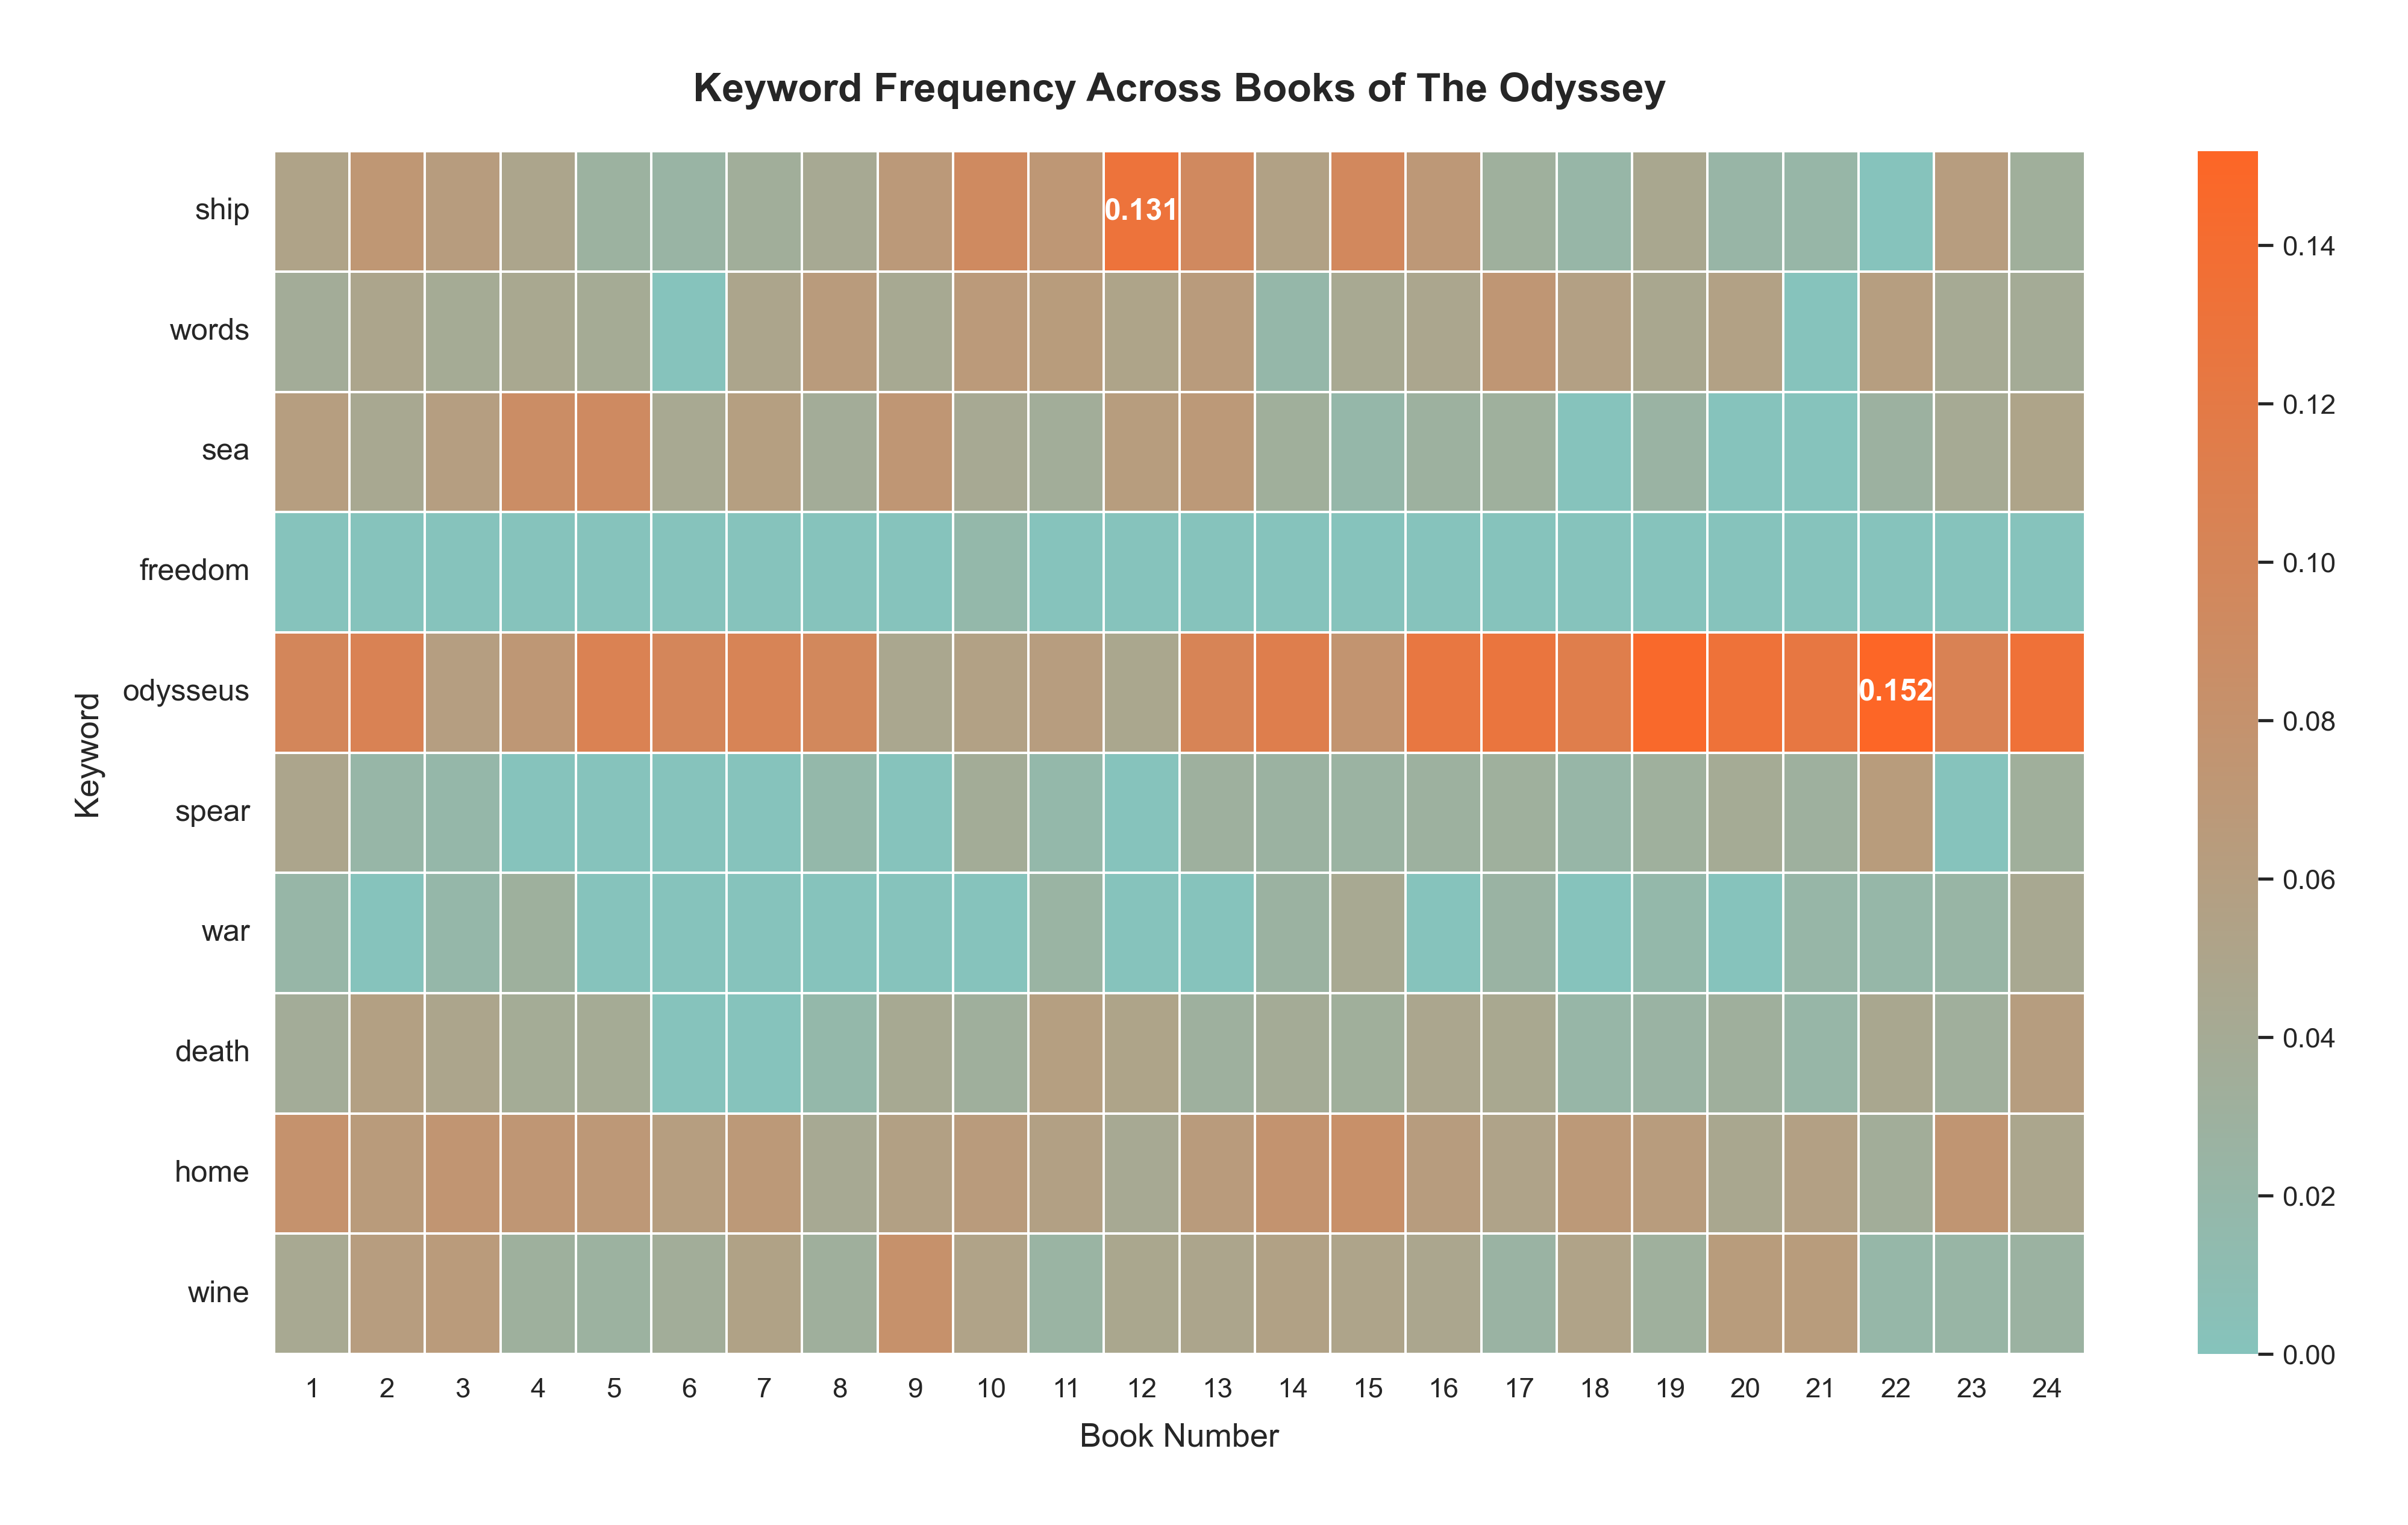 Keyword Frequency Across Books of The Odyssey
ship
0.131
words
sea
freedom
odysseus
0.152
spear
war
death
home
wine
Keyword
1 2 3 4 5 6 7 8 9 10 11 12 13 14 15 16 17 18 19 20 21 22 23 24
Book Number
0.14
0.12
0.10
0.08
0.06
0.04
0.02
0.00